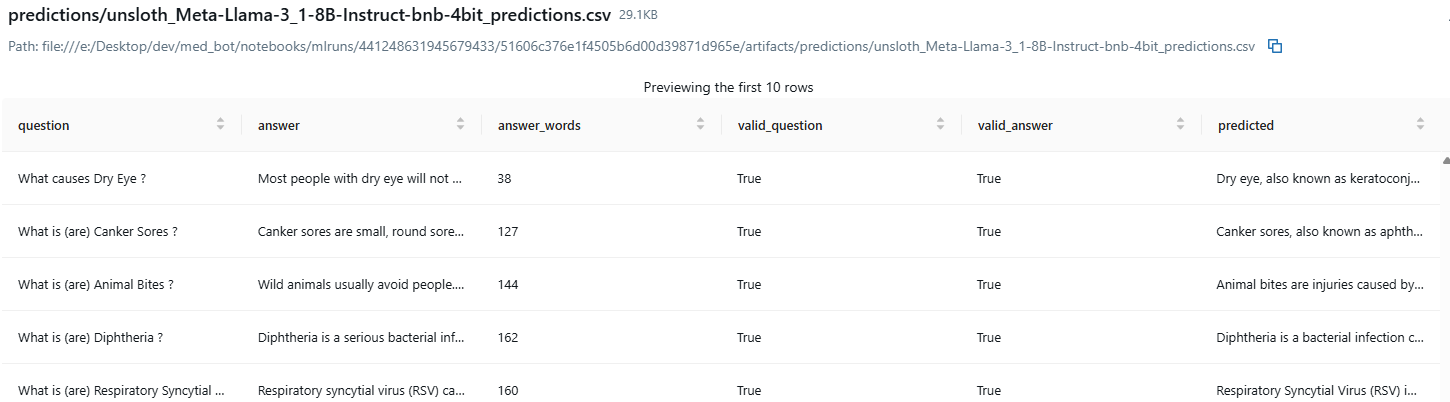 predictions/unsloth_Meta-Llama-3_1-8B-Instruct-bnb-4bit_predictions.csv 29.1KB
Path: file:///e:/Desktop/dev/med_bot/notebooks/mlruns/441248631945679433/51606c376e1f4505b6d00d39871d965e/artifacts/predictions/unsloth_Meta-Llama-3_1-8B-Instruct-bnb-4bit_predictions.csv
Previewing the first 10 rows
question answer answer_words valid_question valid_answer predicted
What causes Dry Eye ? Most people with dry eye will not ... 38 True True Dry eye, also known as keratoconj...
What is (are) Canker Sores ? Canker sores are small, round sore... 127 True True Canker sores, also known as aphth...
What is (are) Animal Bites ? Wild animals usually avoid people.... 144 True True Animal bites are injuries caused by...
What is (are) Diphtheria ? Diphtheria is a serious bacterial inf... 162 True True Diphtheria is a bacterial infection c...
What is (are) Respiratory Syncytial ... Respiratory syncytial virus (RSV) ca... 160 True True Respiratory Syncytial Virus (RSV) i...